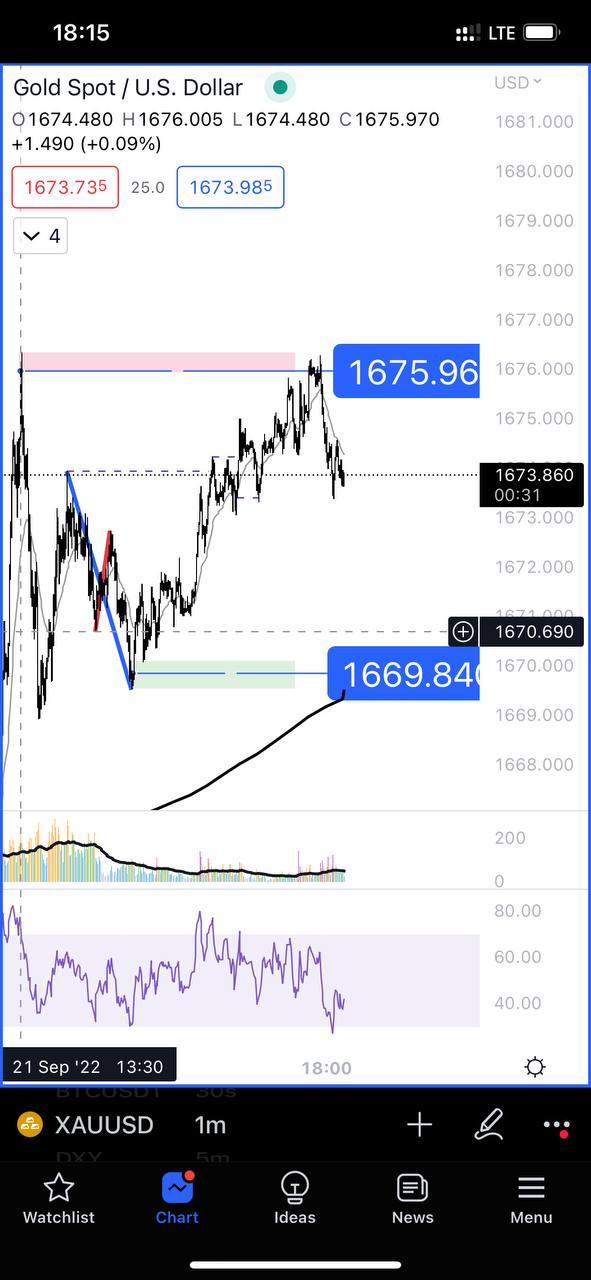 18:15
LTE
Gold Spot / U.S. Dollar
USD
O1674.480 H1676.005 L1674.480 C1675.970
+1.490 (+0.09%)
1673.735 25.0 1673.985
4
1681.000
1680.000
1679.000
1678.000
1677.000
1676.000
1675.96
1675.000
1673.860
00:31
1673.000
1672.000
1671.000
1670.690
1670.000
1669.840
1669.000
1668.000
200
0
80.00
60.00
40.00
21 Sep '22 13:30
18:00
BTCUSDT 30s
XAUUSD 1m
DXY 5m
Watchlist
Chart
Ideas
News
Menu